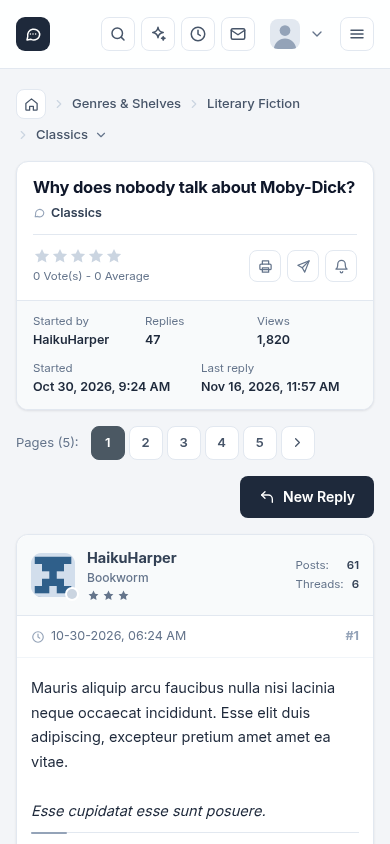 Genres & Shelves
Literary Fiction
Classics
Why does nobody talk about Moby-Dick?
Classics
0 Vote(s) - 0 Average
Started by
Replies
Views
HaikuHarper
47
1,820
Started
Last reply
Oct 30, 2026, 9:24 AM
Nov 16, 2026, 11:57 AM
Pages (5):
1
2
3
4
5
New Reply
HaikuHarper
Bookworm
Posts: 61
Threads: 6
10-30-2026, 06:24 AM
#1
Mauris aliquip arcu faucibus nulla nisi lacinia
neque occaecat incididunt. Esse elit duis
adipiscing, excepteur pretium amet amet ea
vitae.
Esse cupidatat esse sunt posuere.